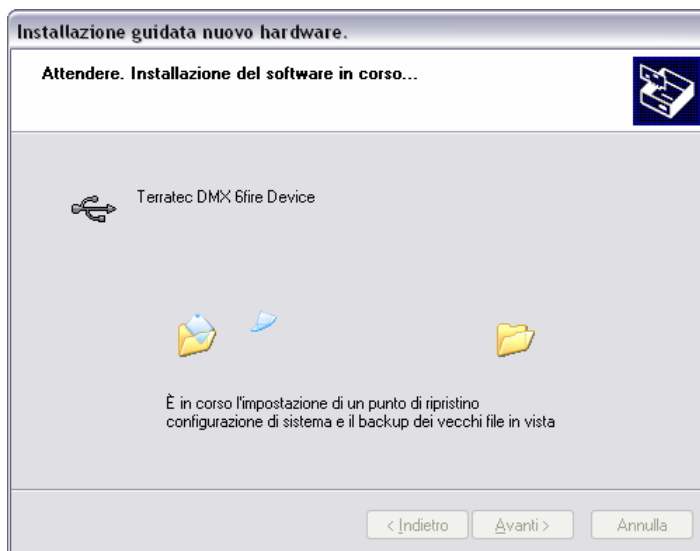 Installazione guidata nuovo hardware.
Attendere. Installazione del software in corso...
Terratec DMX 6fire Device
È in corso l'impostazione di un punto di ripristino
configurazione di sistema e il backup dei vecchi file in vista
< Indietro
Avanti >
Annulla